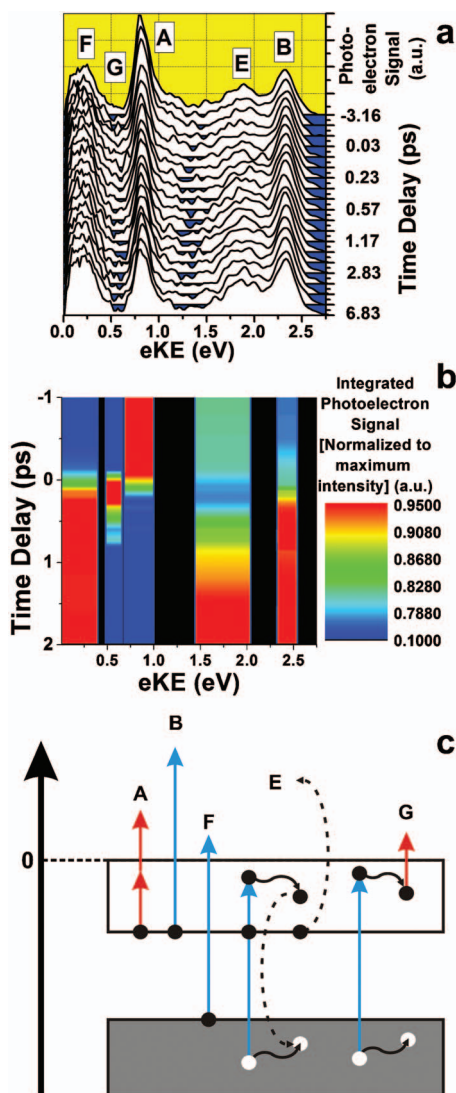 a
F
G
A
E
B
Photo-
electron
Signal
(a.u.)
-3.16
0.03
0.23
0.57
1.17
2.83
6.83
Time Delay (ps)
0.0
0.5
1.0
1.5
2.0
2.5
eKE (eV)
b
-1
0
1
2
Time Delay (ps)
0.5
1.0
1.5
2.0
2.5
eKE (eV)
Integrated
Photoelectron
Signal
[Normalized to
maximum
intensity] (a.u.)
0.9500
0.9080
0.8680
0.8280
0.7880
0.1000
c
B
A
F
E
G
0